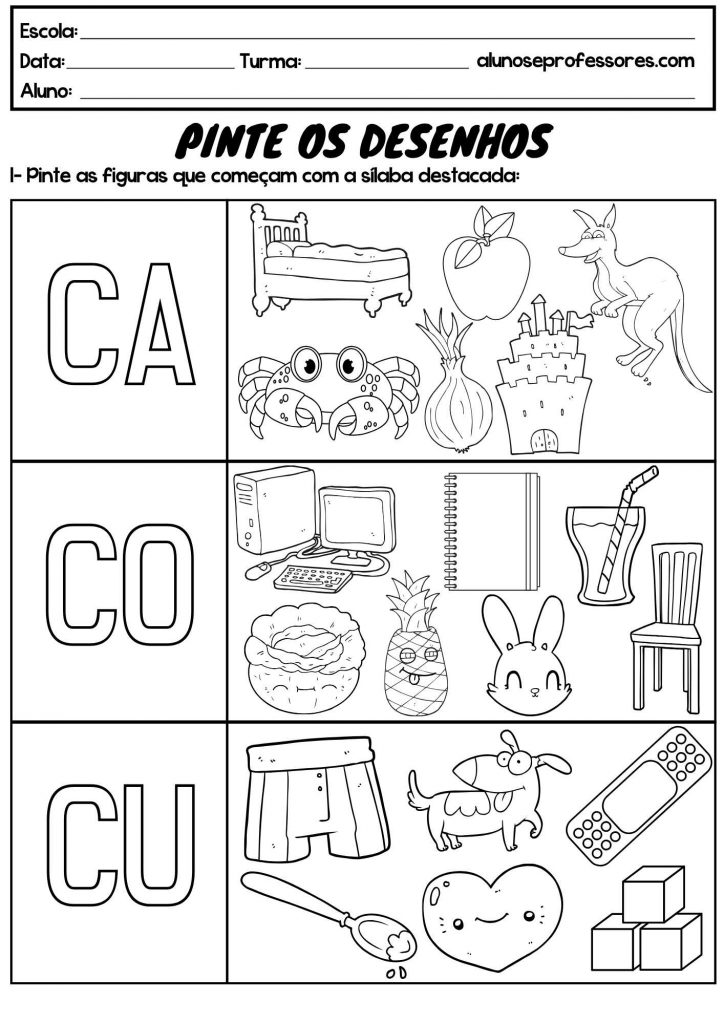 Escola:
Data: Turma: alunoseprofessores.com
Aluno:
PINTE OS DESENHOS
1- Pinte as figuras que começam com a sílaba destacada:
CA
CO
CU